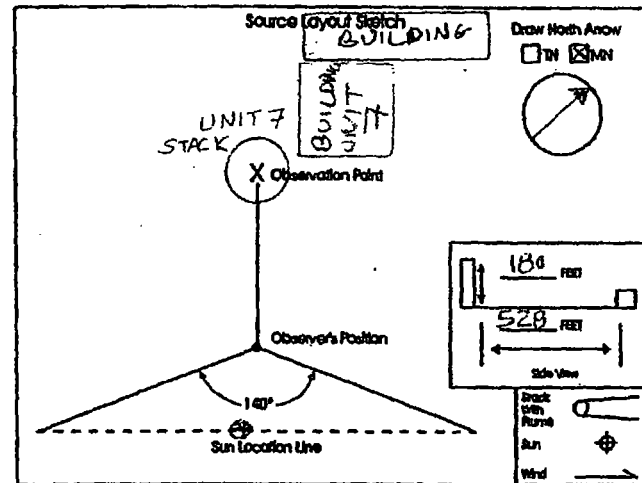 Source Layout Sketch
BUILDING
Draw North Arrow
TN MN
BUILDING
UNIT
7
UNIT 7
STACK
X Observation Point
180 FEET
528 FEET
Side View
Observer's Position
140°
Sun Location Line
Stack
With
Plume
Sun
Wind